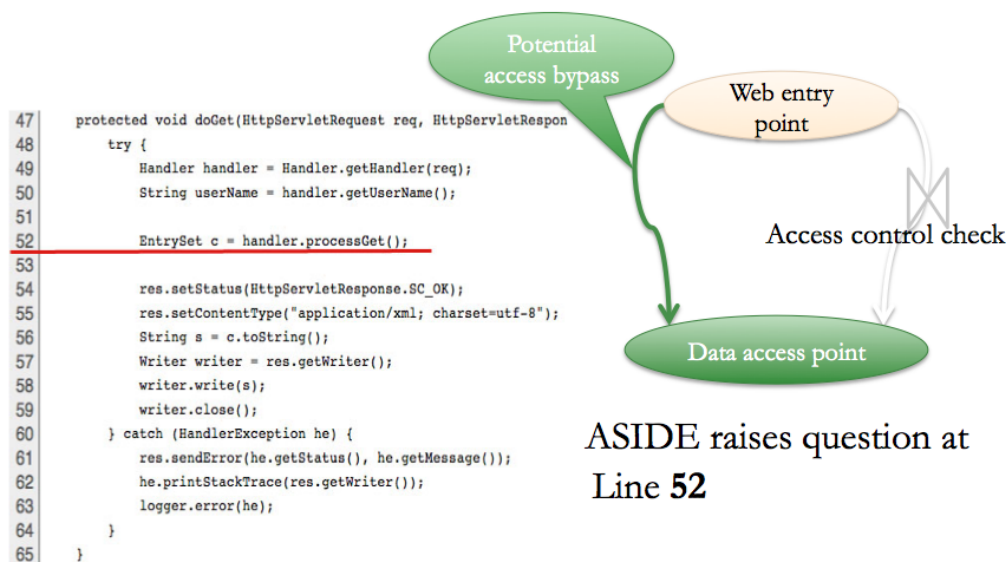 Potential
access bypass
Web entry
point
Access control check
Data access point
ASIDE raises question at
Line 52
47 protected void doGet(HttpServletRequest req, HttpServletRespon
48 try {
49 Handler handler = Handler.getHandler(req);
50 String userName = handler.getUserName();
51
52 EntrySet c = handler.processGet();
53
54 res.setStatus(HttpServletResponse.SC_OK);
55 res.setContentType("application/xml; charset=utf-8");
56 String s = c.toString();
57 Writer writer = res.getWriter();
58 writer.write(s);
59 writer.close();
60 } catch (HandlerException he) {
61 res.sendError(he.getStatus(), he.getMessage());
62 he.printStackTrace(res.getWriter());
63 logger.error(he);
64 }
65 }